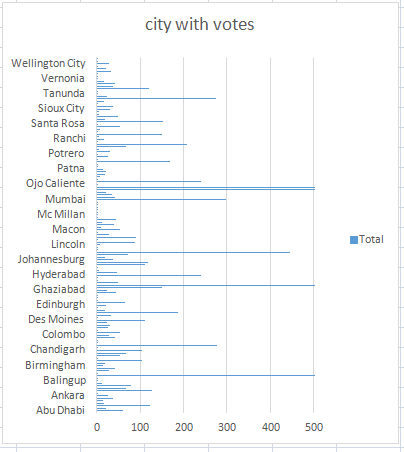 city with votes
Wellington City
Vernonia
Tanunda
Sioux City
Santa Rosa
Ranchi
Potrero
Patna
Ojo Caliente
Mumbai
Mc Millan
Macon
Lincoln
Johannesburg
Hyderabad
Ghaziabad
Edinburgh
Des Moines
Colombo
Chandigarh
Birmingham
Balingup
Ankara
Abu Dhabi
0 100 200 300 400 500
Total